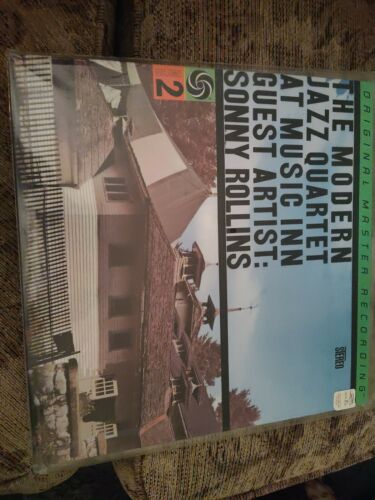 ORIGINAL MASTER RECORDING
THE MODERN
JAZZ QUARTET
AT MUSIC INN
GUEST ARTIST:
SONNY ROLLINS
2
STEREO